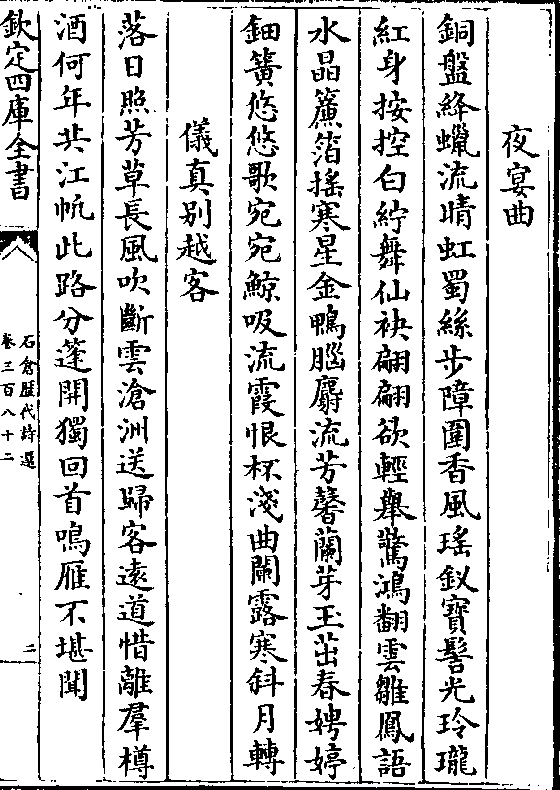 夜宴曲
銅盤絳蠟流晴虹蜀絲步障圍香風瑤釵寶髻光玲瓏
紅身按控白紵舞仙袂翩翩欲輕舉驚鴻翻雲雛鳳語
水晶簾箔搖寒星金鴨腦麝流芳馨蘭芽玉茁春娉婷
鈿簧悠悠歌宛宛鯨吸流霞恨杯淺曲闌露寒斜月轉
儀真别越客
落日照芳草長風吹斷雲滄洲送歸客遠道惜離羣樽
酒何年共江帆此路分蓬開獨回首鳴雁不堪聞
欽定四庫全書
石倉歷代詩選
卷三百八十二
二